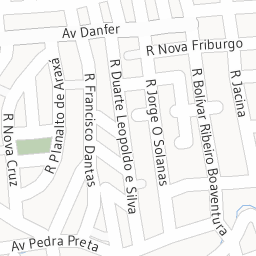 Av Danfer
R Nova Friburgo
R Planalto de Araxá
R Francisco Dantas
R Duarte Leopoldo e Silva
R Jorge O Solanas
R Bolívar Ribeiro Boaventura
R Jacina
R Nova Cruz
Av Pedra Preta